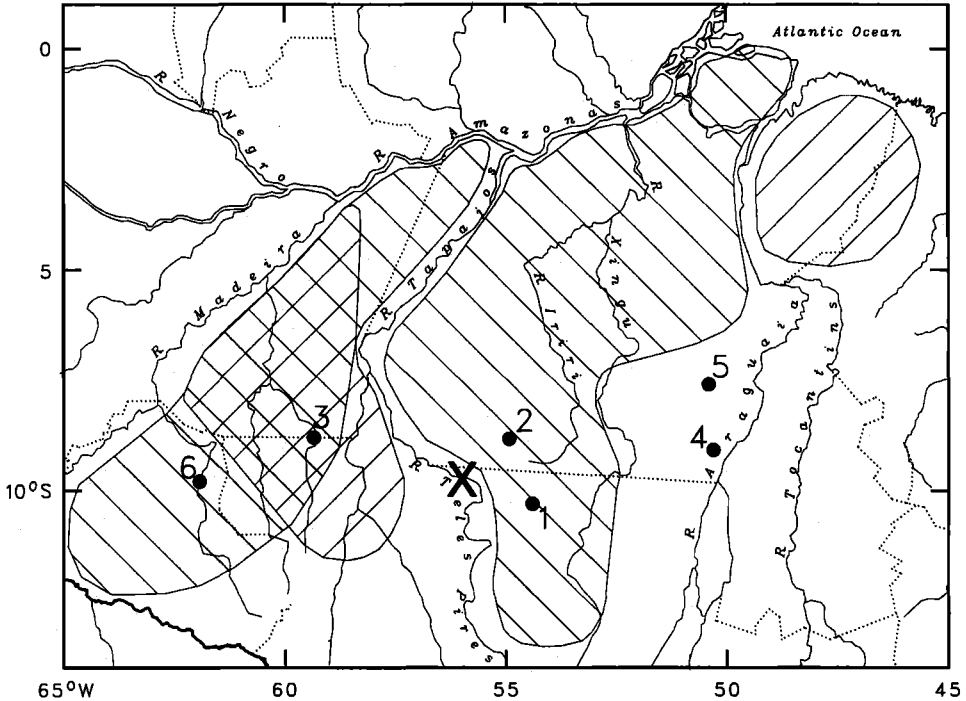 0
5
10°S
65°W
60
55
50
45
Atlantic Ocean
R Negro
R Amazonas
R Madeira
R Tapajos
R Xingu
R Iriri
R Araguaia
R Tocantins
R Teles pires
X
1
2
3
4
5
6